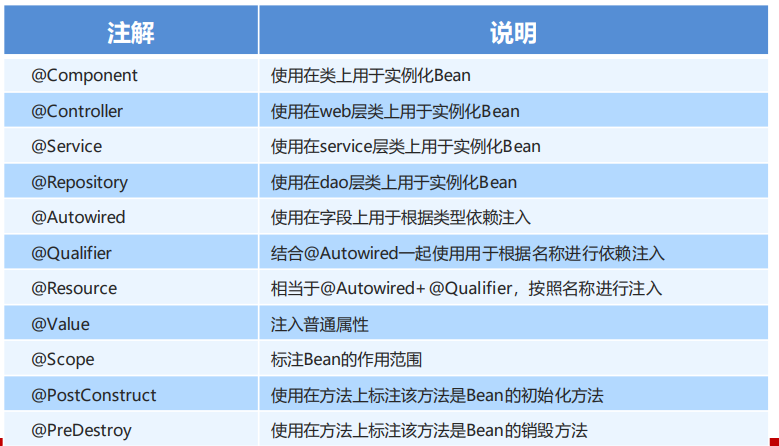 注解 说明
@Component 使用在类上用于实例化Bean
@Controller 使用在web层类上用于实例化Bean
@Service 使用在service层类上用于实例化Bean
@Repository 使用在dao层类上用于实例化Bean
@Autowired 使用在字段上用于根据类型依赖注入
@Qualifier 结合@Autowired一起使用用于根据名称进行依赖注入
@Resource 相当于@Autowired+@Qualifier，按照名称进行注入
@Value 注入普通属性
@Scope 标注Bean的作用范围
@PostConstruct 使用在方法上标注该方法是Bean的初始化方法
@PreDestroy 使用在方法上标注该方法是Bean的销毁方法